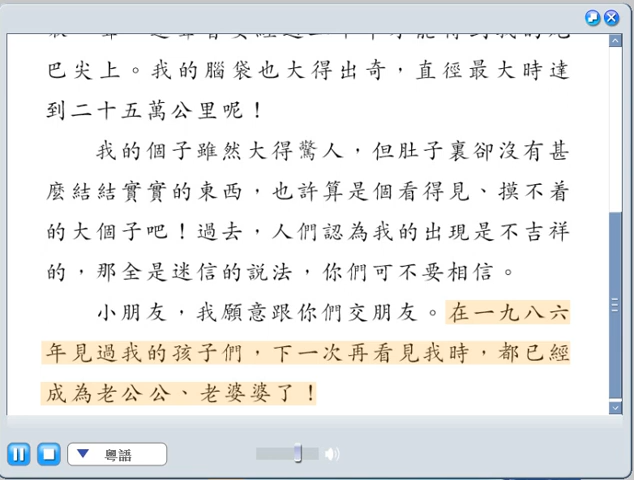 巴尖上。我的腦袋也大得出奇，直徑最大時達
到二十五萬公里呢！
我的個子雖然大得驚人，但肚子裏卻沒有甚
麼結結實實的東西，也許算是個看得見、摸不着
的大個子吧！過去，人們認為我的出現是不吉祥
的，那全是迷信的說法，你們可不要相信。
小朋友，我願意跟你們交朋友。在一九八六
年見過我的孩子們，下一次再看見我時，都已經
成為老公公、老婆婆了！
粵語